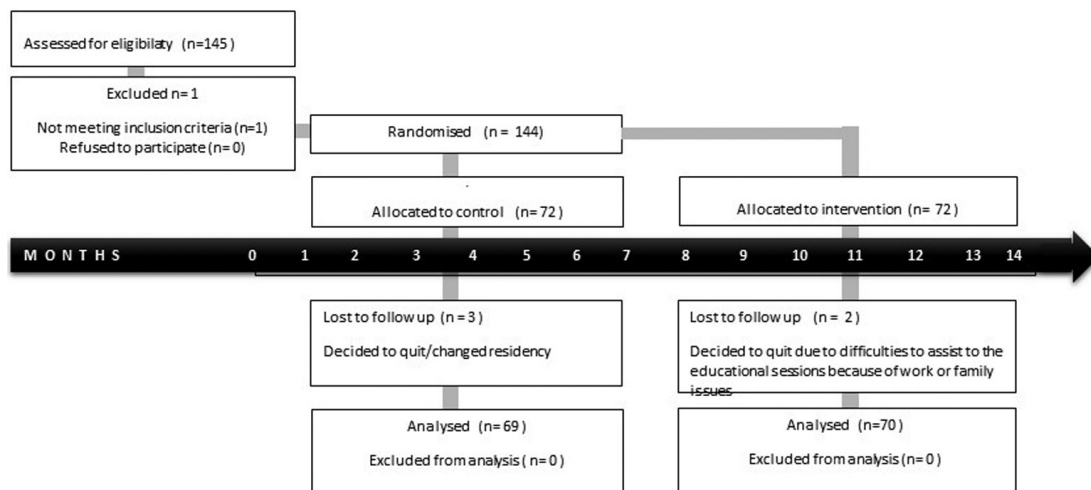 Assessed for eligibilaty (n=145)
Excluded n= 1
Not meeting inclusion criteria (n=1)
Refused to participate (n= 0)
Randomised (n = 144)
Allocated to control (n= 72)
Allocated to intervention (n= 72)
MONTHS 0 1 2 3 4 5 6 7 8 9 10 11 12 13 14
Lost to follow up (n = 3)
Decided to quit/changed residency
Lost to follow up (n = 2)
Decided to quit due to difficulties to assist to the
educational sessions because of work or family
issues
Analysed (n= 69)
Excluded from analysis ( n= 0)
Analysed (n=70)
Excluded from analysis (n= 0)